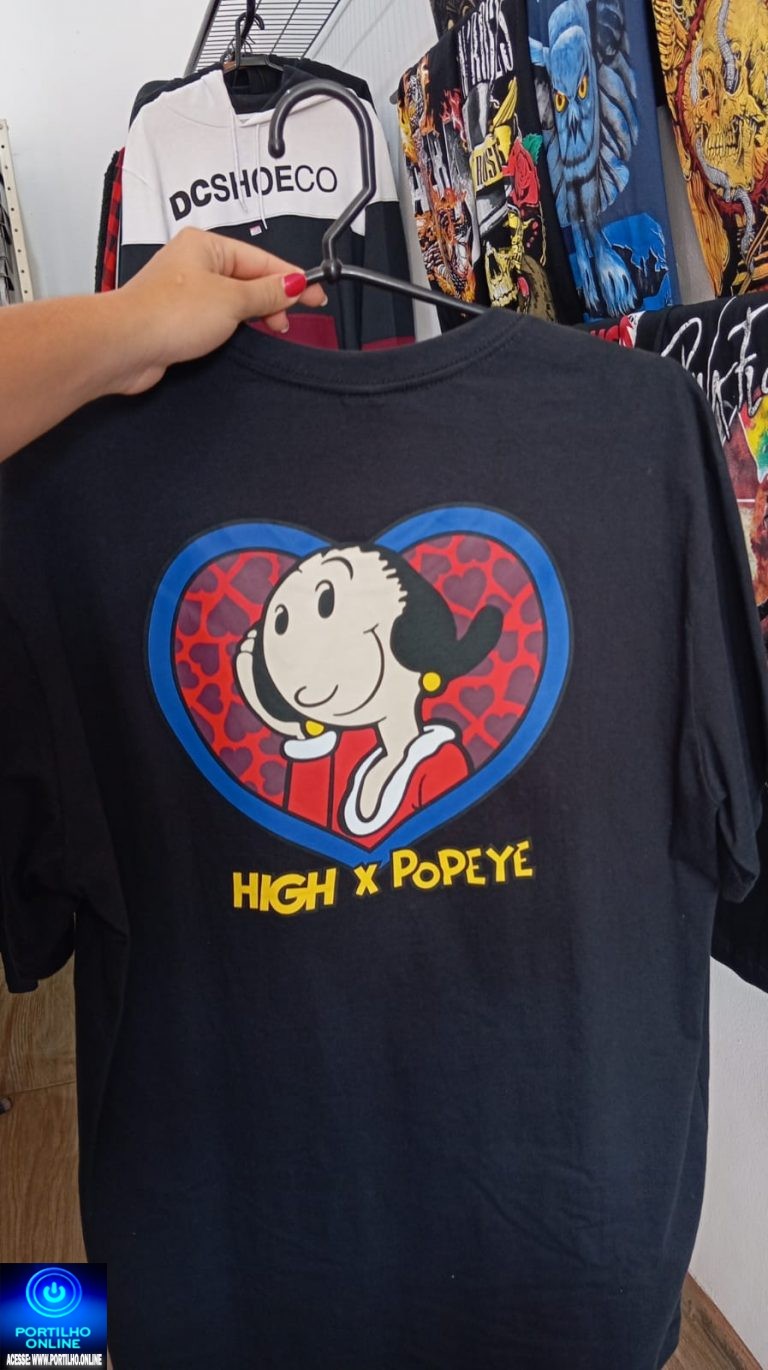 DCSHOECO
HIGH X POPEYE
PORTILHO
ONLINE
ACESSE: WWW.PORTILHO.ONLINE